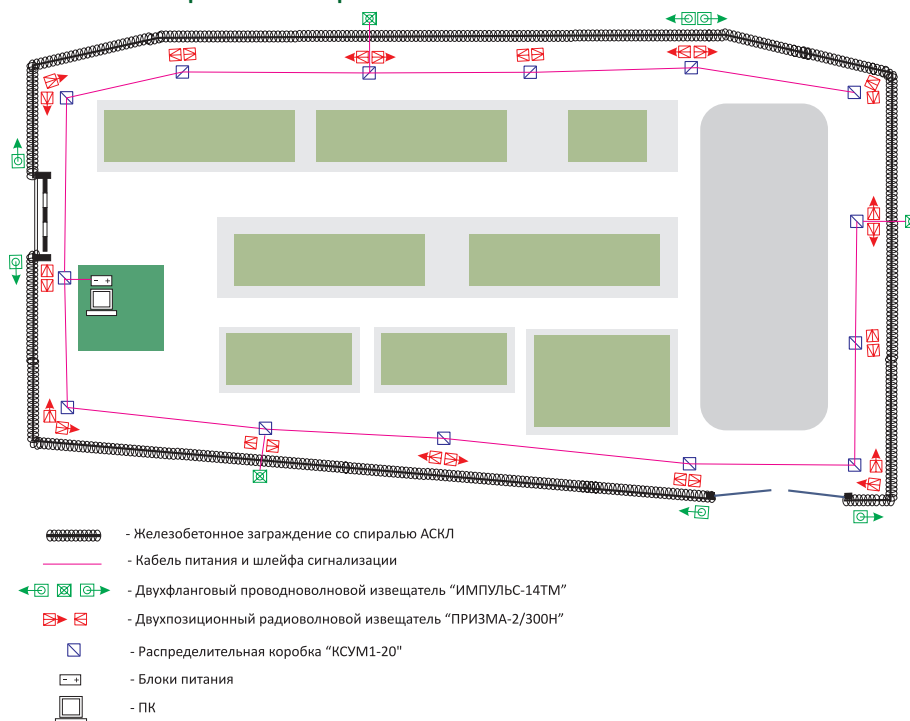 - Железобетонное заграждение со спиралью АСКЛ
- Кабель питания и шлейфа сигнализации
- Двухфланговый проводноволновой извещатель “ИМПУЛЬС-14ТМ”
- Двухпозиционный радиоволновой извещатель “ПРИЗМА-2/300Н”
- Распределительная коробка “КСУМ1-20"
- Блоки питания
- ПК